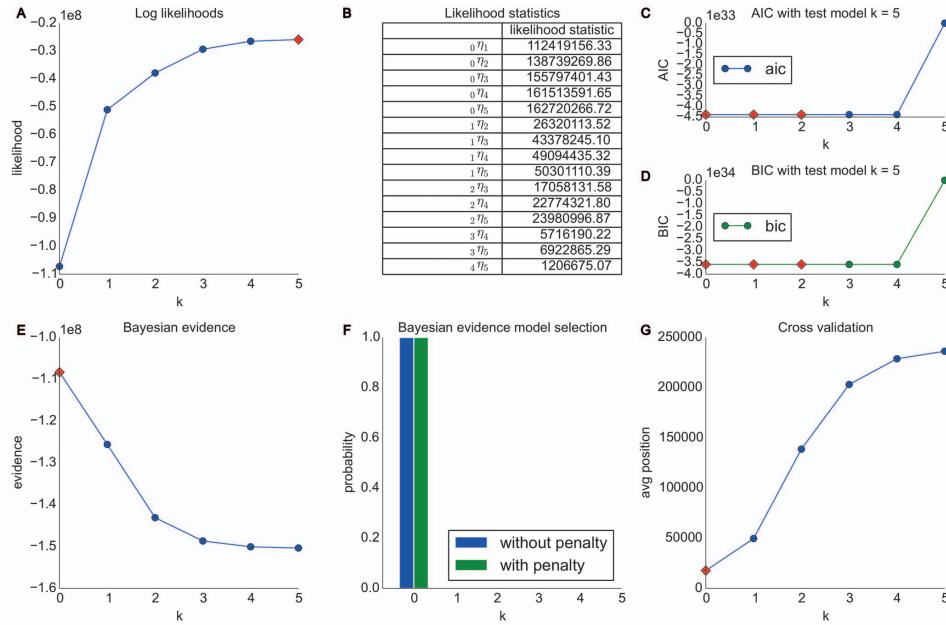 A
Log likelihoods
1e8
−0.2
−0.3
−0.4
−0.5
−0.6
−0.7
−0.8
−0.9
−1.0
−1.1
likelihood
0 1 2 3 4 5
k
B
Likelihood statistics
likelihood statistic
₀η₁ 112419156.33
₀η₂ 138739269.86
₀η₃ 155797401.43
₀η₄ 161513591.65
₀η₅ 162720266.72
₁η₂ 26320113.52
₁η₃ 43378245.10
₁η₄ 49094435.32
₁η₅ 50301110.39
₂η₃ 17058131.58
₂η₄ 22774321.80
₂η₅ 23980996.87
₃η₄ 5716190.22
₃η₅ 6922865.29
₄η₅ 1206675.07
C
1e33
AIC with test model k = 5
0.0
−0.5
−1.0
−1.5
−2.0
−2.5
−3.0
−3.5
−4.0
−4.5
AIC
aic
0 1 2 3 4 5
k
D
1e34
BIC with test model k = 5
0.0
−0.5
−1.0
−1.5
−2.0
−2.5
−3.0
−3.5
−4.0
BIC
bic
0 1 2 3 4 5
k
E
Bayesian evidence
1e8
−1.0
−1.1
−1.2
−1.3
−1.4
−1.5
−1.6
evidence
0 1 2 3 4 5
k
F
Bayesian evidence model selection
1.0
0.8
0.6
0.4
0.2
0.0
probability
without penalty
with penalty
0 1 2 3 4 5
k
G
Cross validation
250000
200000
150000
100000
50000
0
avg position
0 1 2 3 4 5
k